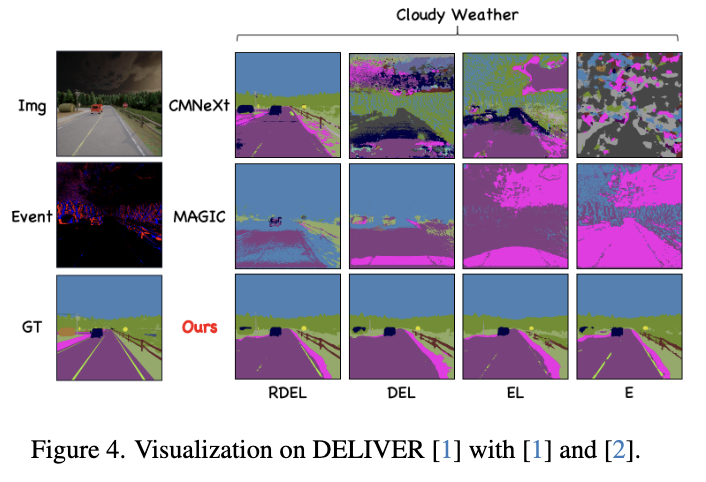 Cloudy Weather
Img
CMNeXt
Event
MAGIC
GT
Ours
RDEL
DEL
EL
E
Figure 4. Visualization on DELIVER [1] with [1] and [2].